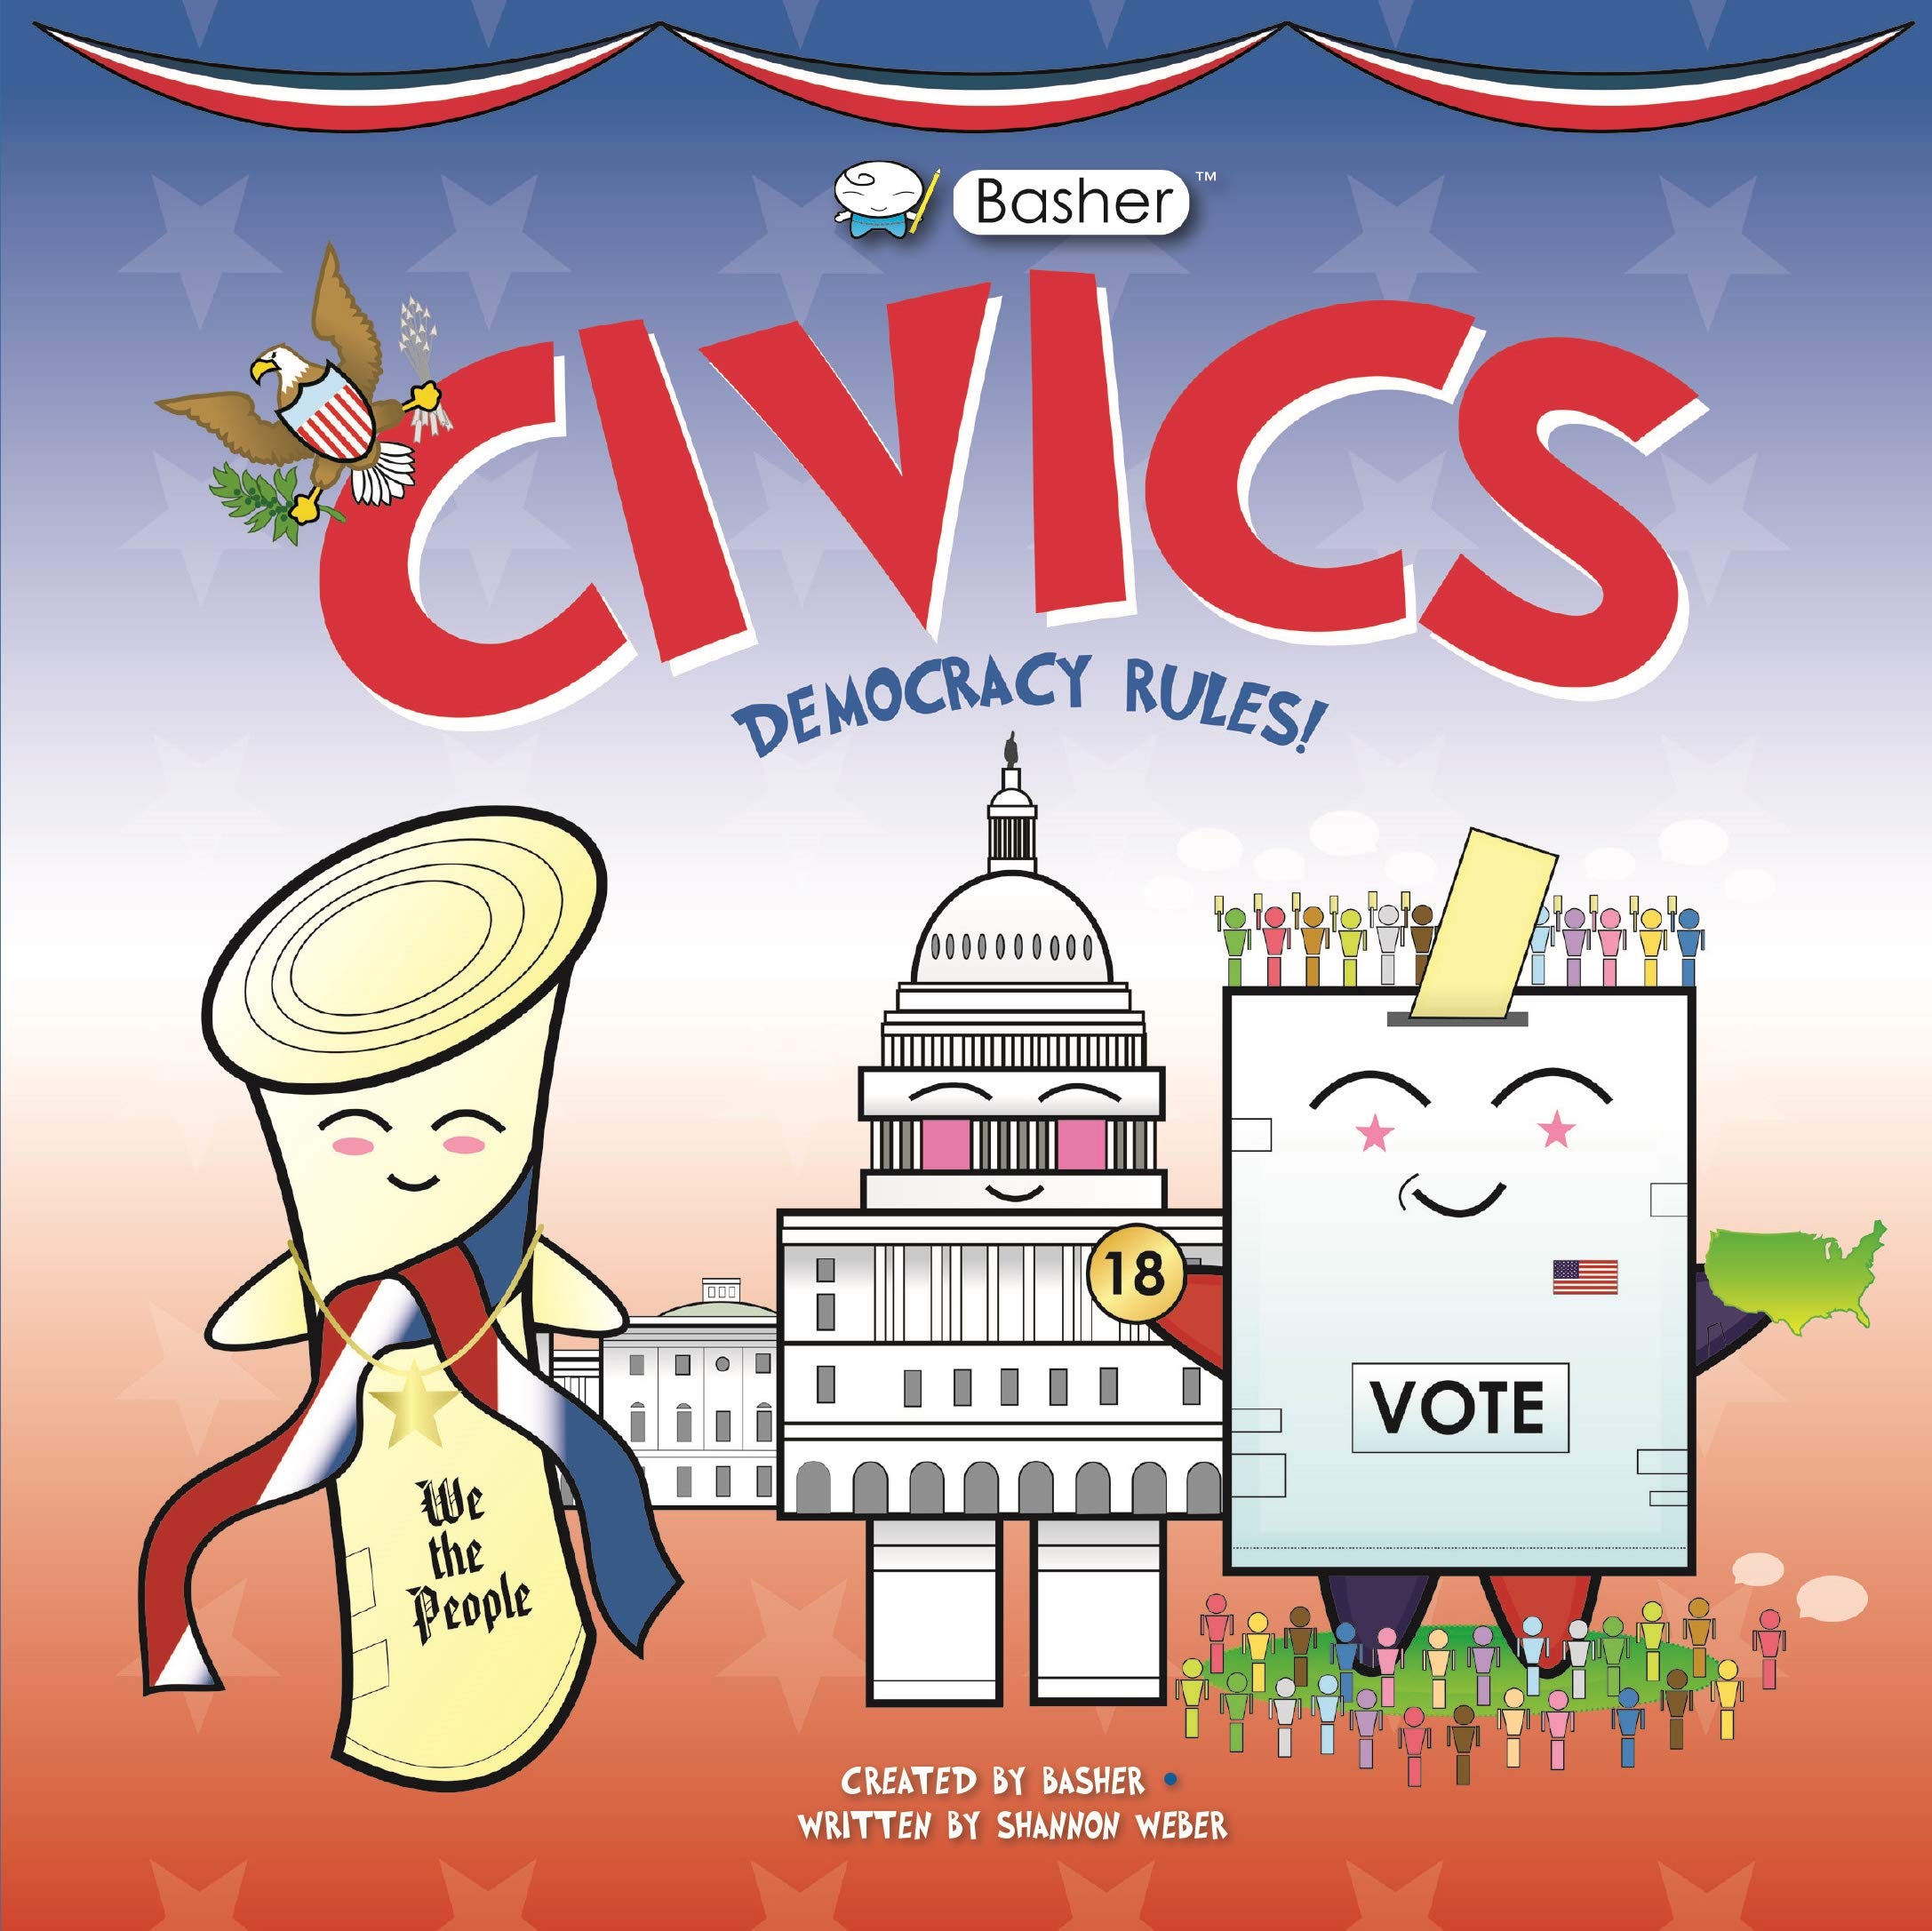 Basher™
CIVICS
DEMOCRACY RULES!
18
VOTE
We
the
People
CREATED BY BASHER •
WRITTEN BY SHANNON WEBER